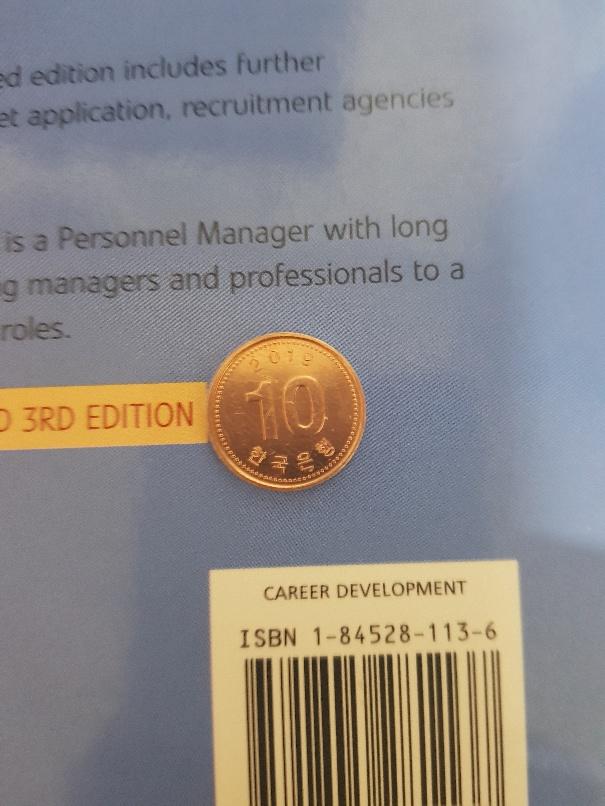 ed edition includes further
et application, recruitment agencies
is a Personnel Manager with long
g managers and professionals to a
roles.
D 3RD EDITION
2019
10
한국은행
CAREER DEVELOPMENT
ISBN 1-84528-113-6